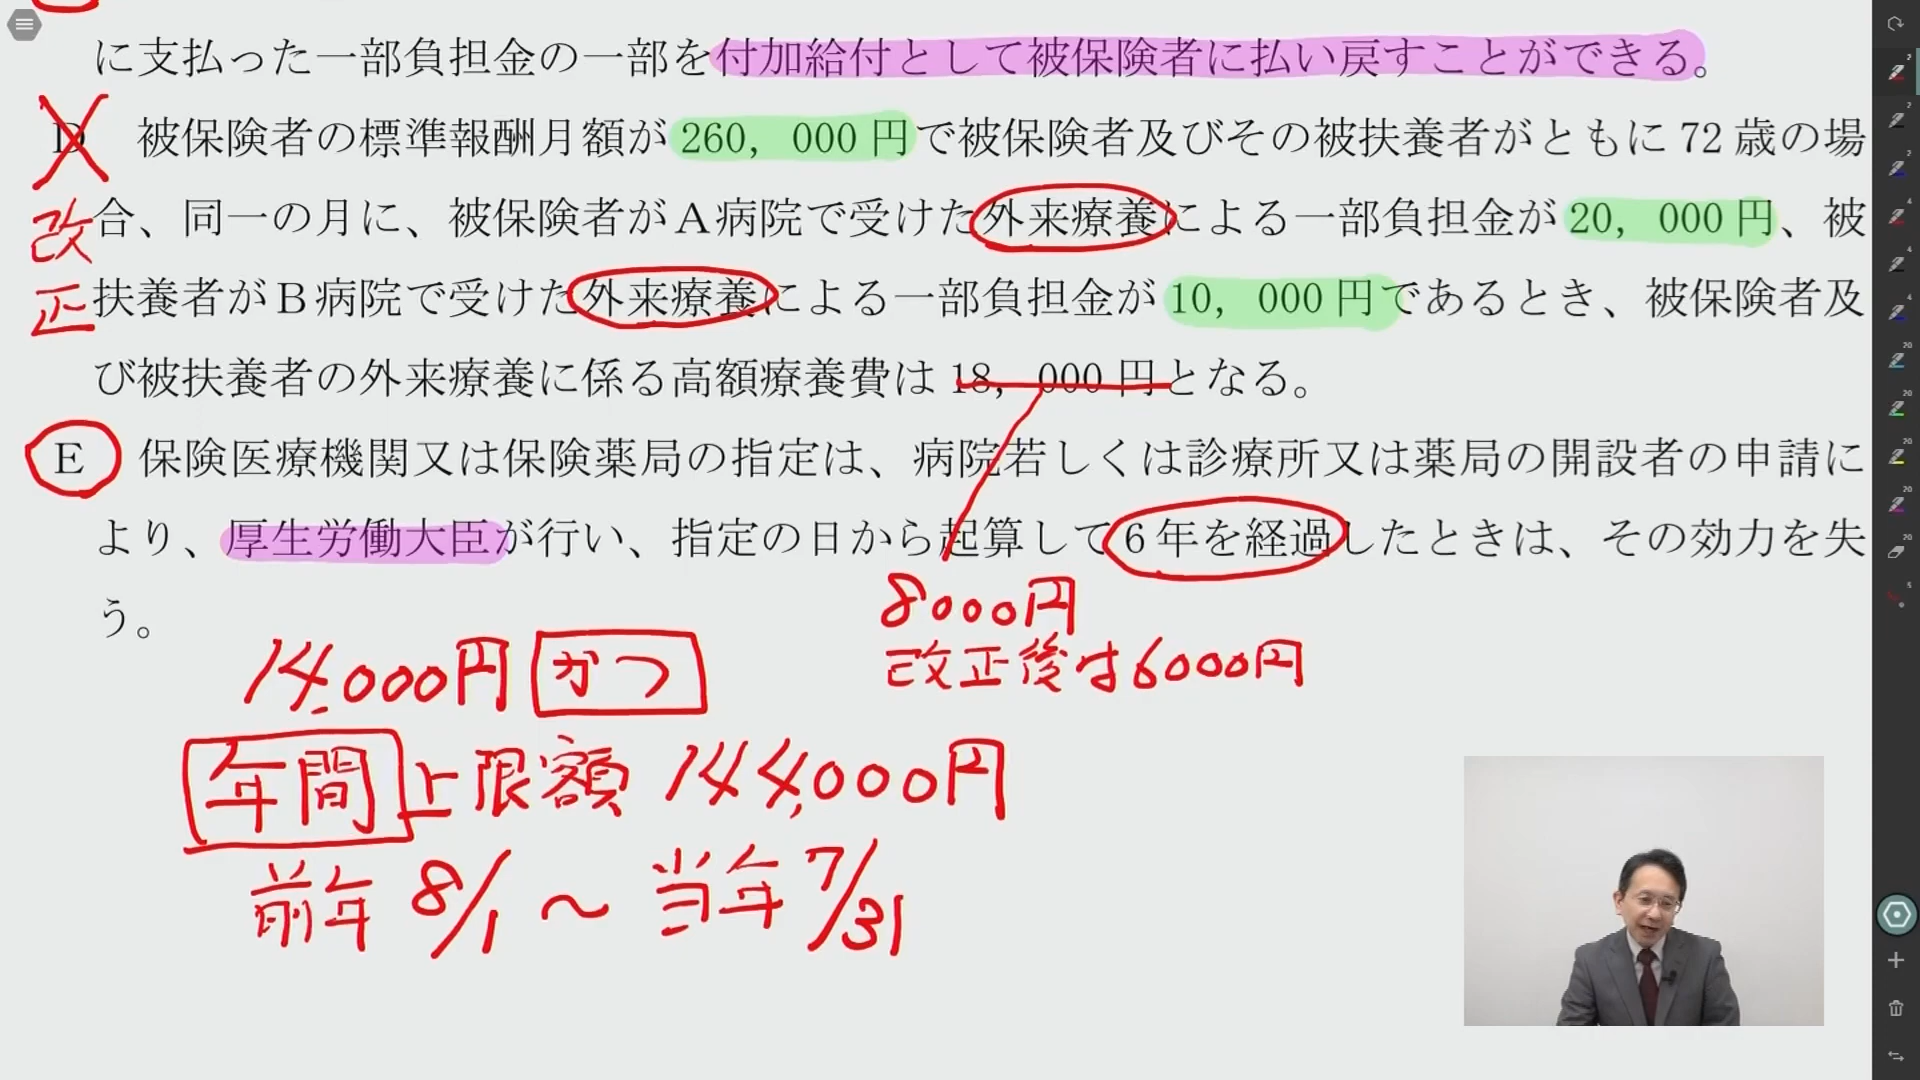 に支払った一部負担金の一部を付加給付として被保険者に払い戻すことができる。
D　被保険者の標準報酬月額が260，000円で被保険者及びその被扶養者がともに72歳の場
改 合、同一の月に、被保険者がＡ病院で受けた外来療養による一部負担金が20，000円、被
正 扶養者がＢ病院で受けた外来療養による一部負担金が10，000円であるとき、被保険者及
び被扶養者の外来療養に係る高額療養費は18，000円となる。
E　保険医療機関又は保険薬局の指定は、病院若しくは診療所又は薬局の開設者の申請に
より、厚生労働大臣が行い、指定の日から起算して６年を経過したときは、その効力を失
う。
8000円
改正後は6000円
14,000円 かつ
年間上限額 144,000円
前年 8/1 〜 当年 7/31